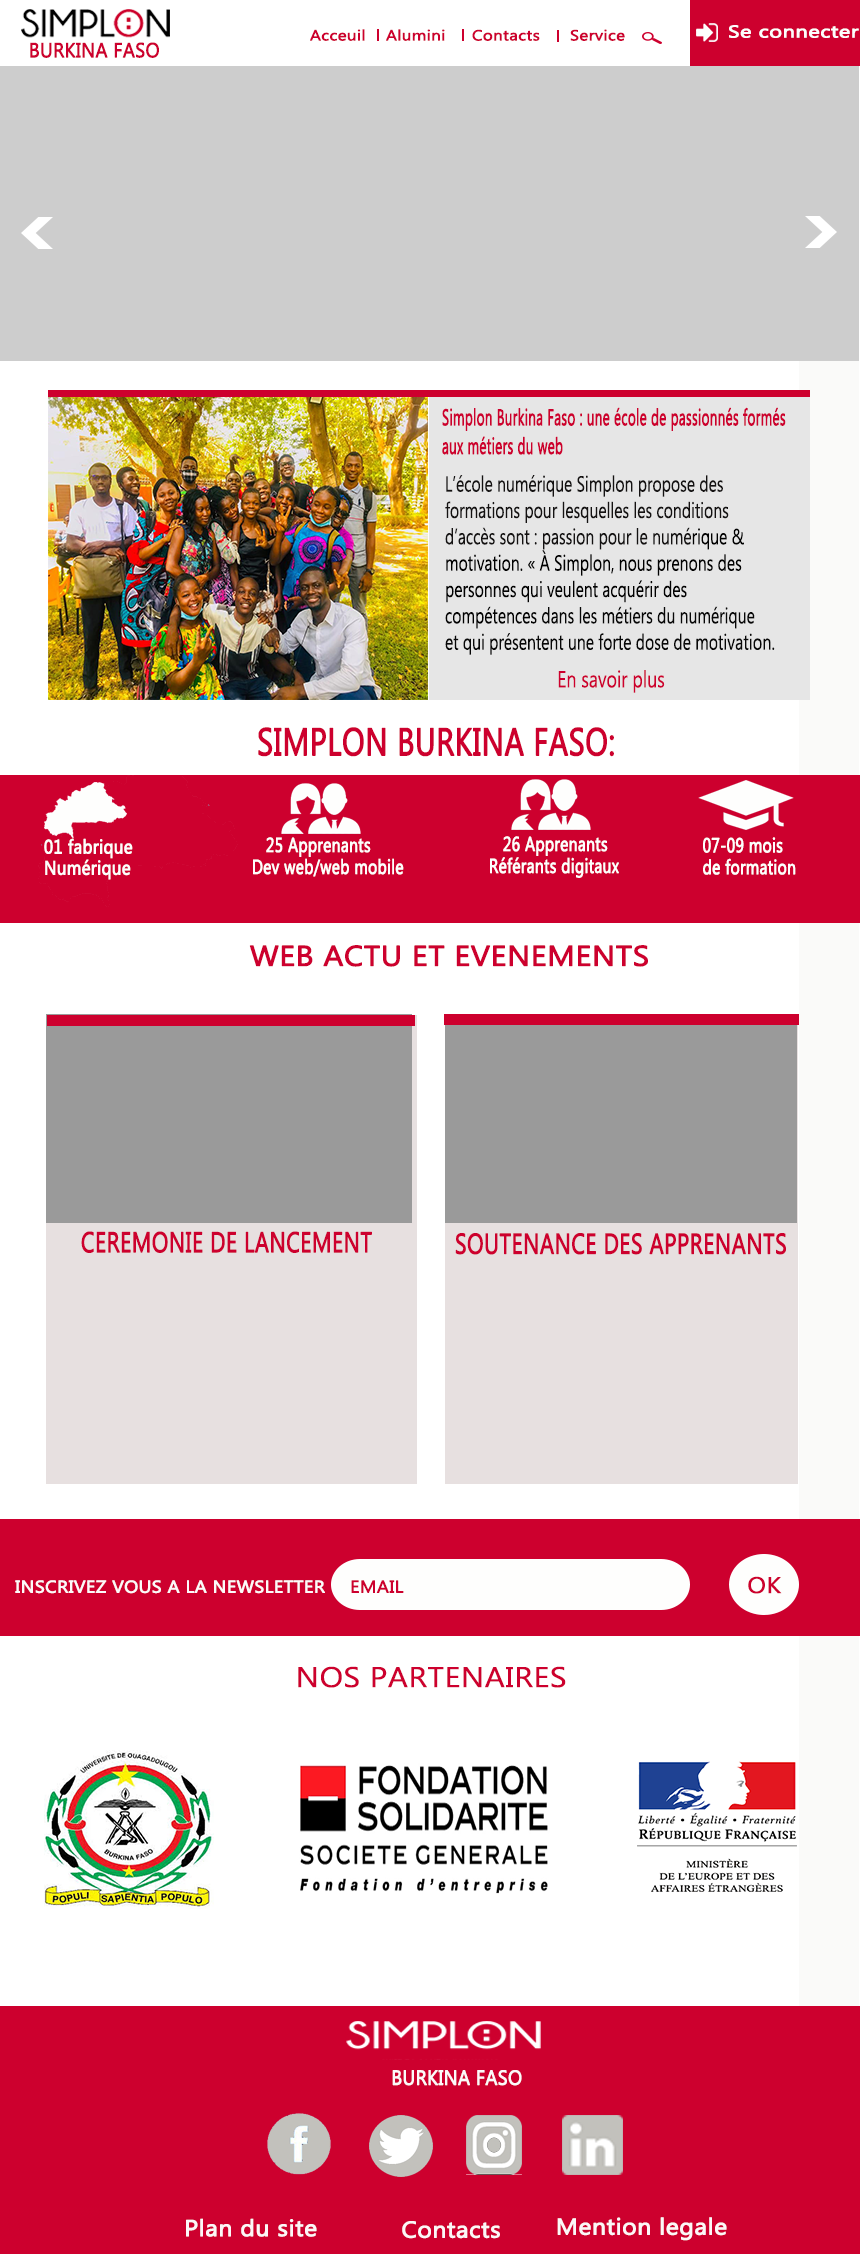 SIMPLON
BURKINA FASO
Acceuil | Alumini | Contacts | Service
Se connecter
Simplon Burkina Faso : une école de passionnés formés
aux métiers du web
L’école numérique Simplon propose des
formations pour lesquelles les conditions
d’accès sont : passion pour le numérique &
motivation. « À Simplon, nous prenons des
personnes qui veulent acquérir des
compétences dans les métiers du numérique
et qui présentent une forte dose de motivation.
En savoir plus
SIMPLON BURKINA FASO:
01 fabrique
Numérique
25 Apprenants
Dev web/web mobile
26 Apprenants
Référants digitaux
07-09 mois
de formation
WEB ACTU ET EVENEMENTS
CEREMONIE DE LANCEMENT
SOUTENANCE DES APPRENANTS
INSCRIVEZ VOUS A LA NEWSLETTER
EMAIL
OK
NOS PARTENAIRES
UNIVERSITE DE OUAGADOUGOU
BURKINA FASO
POPULI SAPIENTIA POPULO
FONDATION
SOLIDARITE
SOCIETE GENERALE
Fondation d'entreprise
Liberté • Égalité • Fraternité
RÉPUBLIQUE FRANÇAISE
MINISTÈRE
DE L'EUROPE ET DES
AFFAIRES ÉTRANGÈRES
SIMPLON
BURKINA FASO
f
in
Plan du site
Contacts
Mention legale